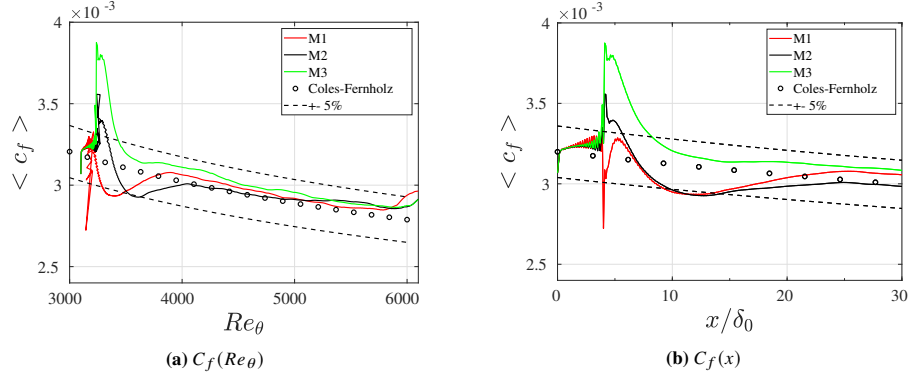 × 10⁻³
4
3.5
3
2.5
< c_f >
3000
4000
5000
6000
Re_θ
M1
M2
M3
Coles-Fernholz
+- 5%
(a) C_f(Re_θ)
× 10⁻³
4
3.5
3
2.5
< c_f >
0
10
20
30
x/δ₀
M1
M2
M3
Coles-Fernholz
+- 5%
(b) C_f(x)